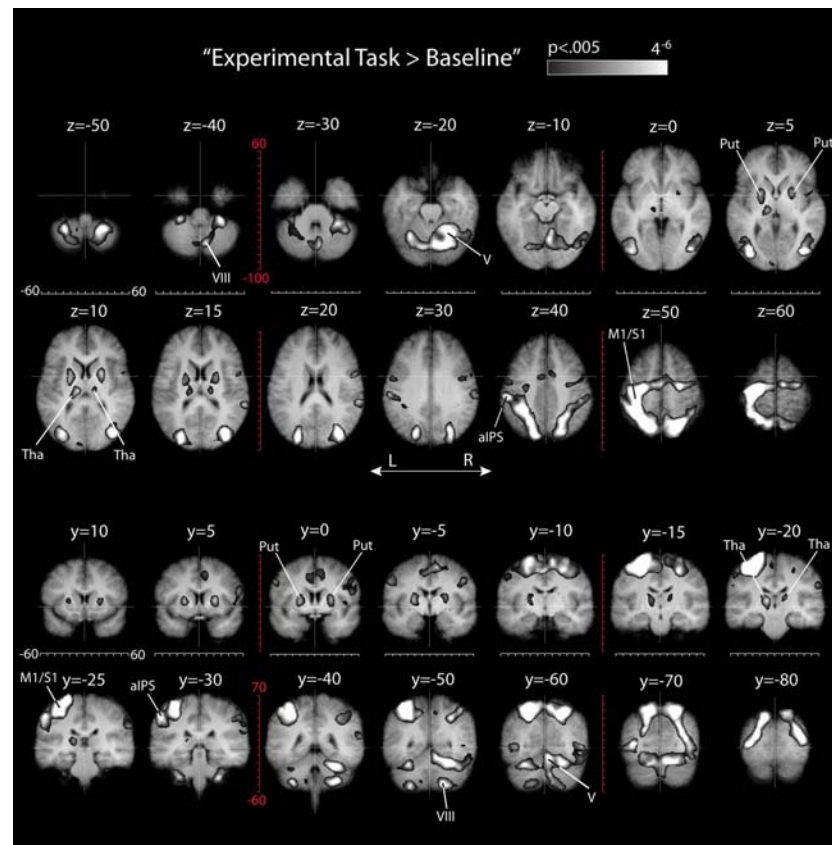 “Experimental Task > Baseline”
p<.005 4⁻⁶
z=-50 z=-40 z=-30 z=-20 z=-10 z=0 z=5
60
Put Put
VIII
V
-100
-60 60
z=10 z=15 z=20 z=30 z=40 z=50 z=60
M1/S1
aIPS
Tha Tha
L R
y=10 y=5 y=0 y=-5 y=-10 y=-15 y=-20
Put Put
Tha Tha
-60 60
M1/S1
y=-25 y=-30 y=-40 y=-50 y=-60 y=-70 y=-80
aIPS
70
V
-60
VIII